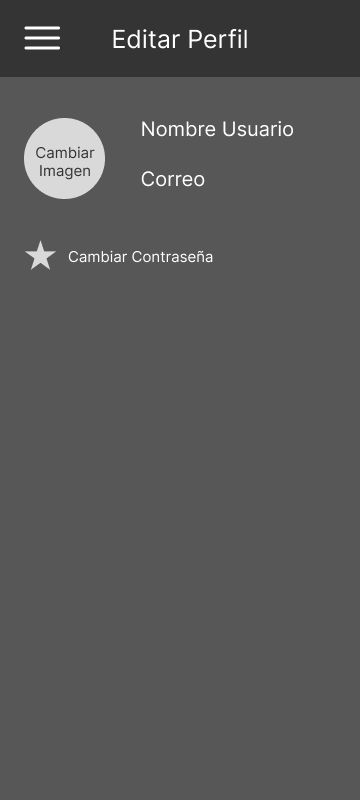 Editar Perfil
Nombre Usuario
Cambiar
Imagen
Correo
Cambiar Contraseña